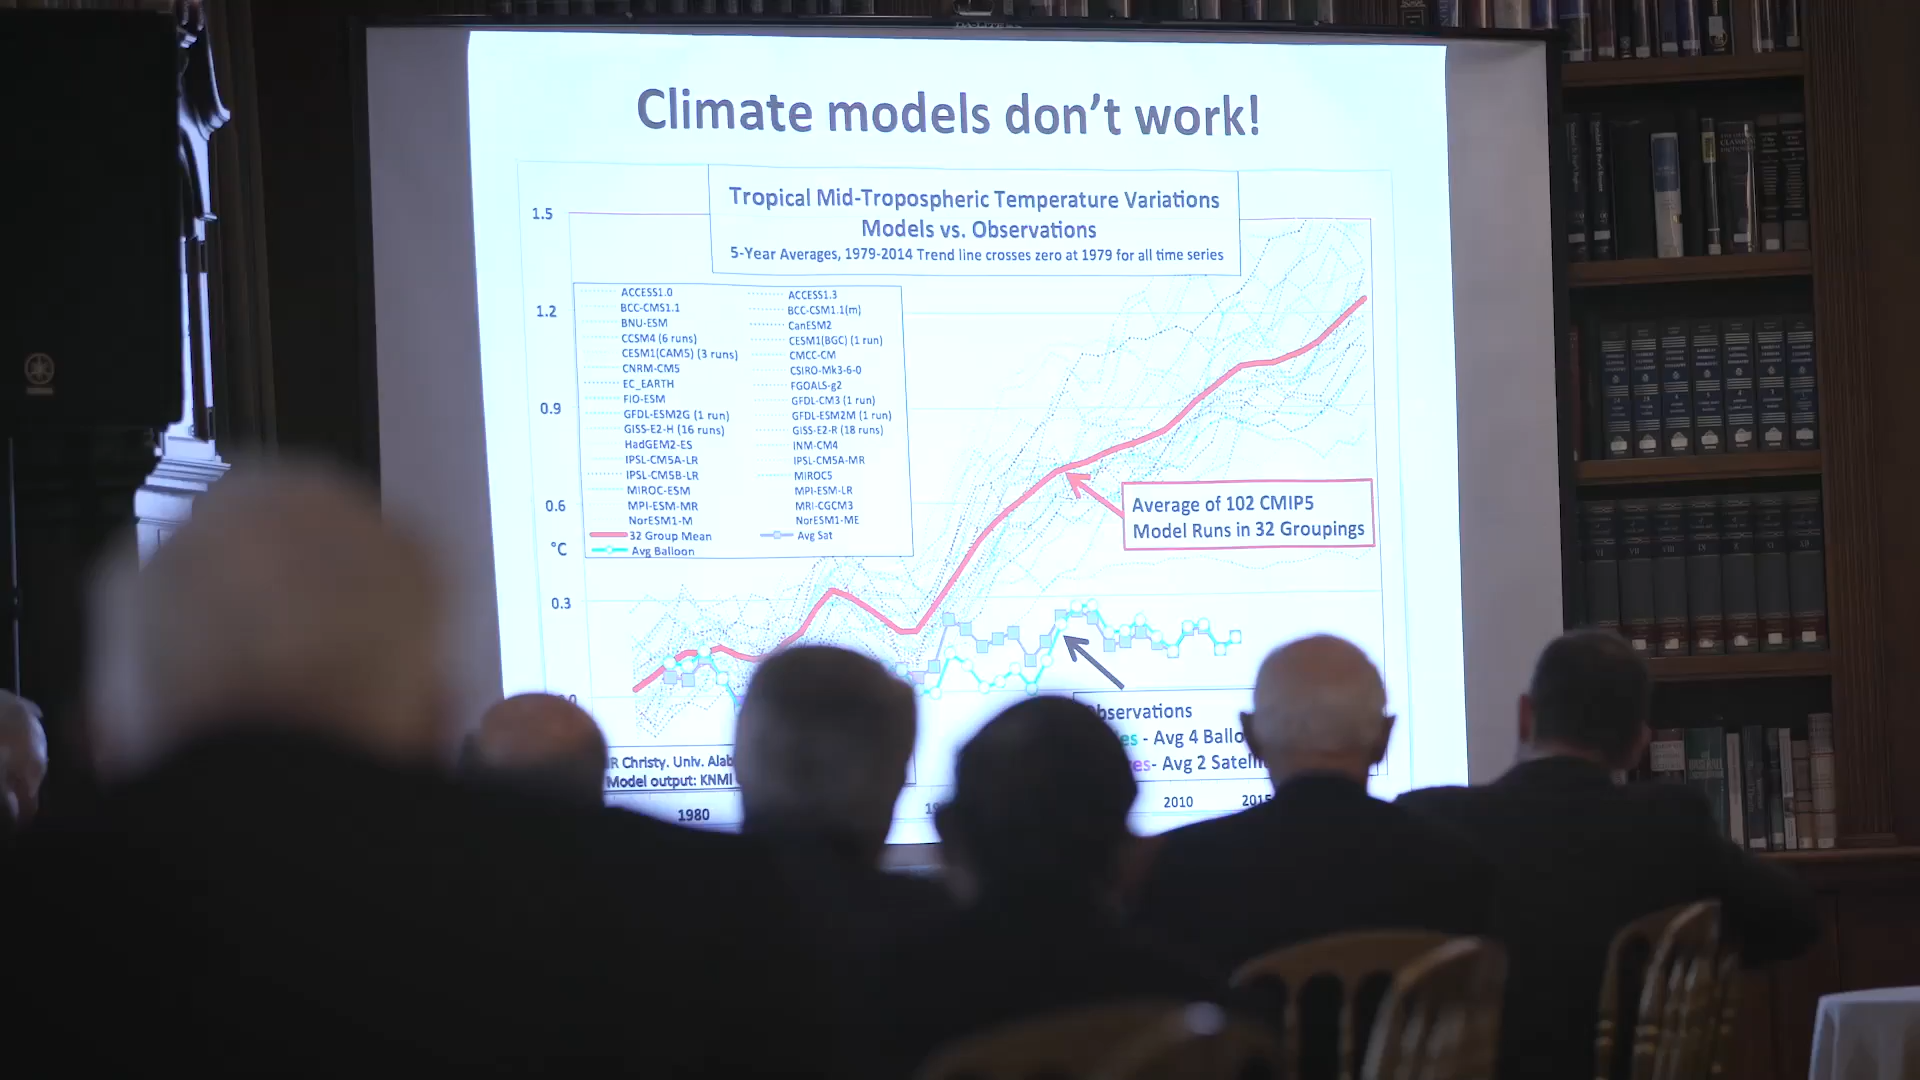 DA-LITE
Climate models don't work!
Tropical Mid-Tropospheric Temperature Variations
Models vs. Observations
5-Year Averages, 1979-2014 Trend line crosses zero at 1979 for all time series
1.5
1.2
0.9
0.6
°C
0.3
ACCESS1.0 ACCESS1.3
BCC-CMS1.1 BCC-CSM1.1(m)
BNU-ESM CanESM2
CCSM4 (6 runs) CESM1(BGC) (1 run)
CESM1(CAM5) (3 runs) CMCC-CM
CNRM-CM5 CSIRO-Mk3-6-0
EC_EARTH FGOALS-g2
FIO-ESM GFDL-CM3 (1 run)
GFDL-ESM2G (1 run) GFDL-ESM2M (1 run)
GISS-E2-H (16 runs) GISS-E2-R (18 runs)
HadGEM2-ES INM-CM4
IPSL-CM5A-LR IPSL-CM5A-MR
IPSL-CM5B-LR MIROC5
MIROC-ESM MPI-ESM-LR
MPI-ESM-MR MRI-CGCM3
NorESM1-M NorESM1-ME
32 Group Mean Avg Sat
Avg Balloon
Average of 102 CMIP5
Model Runs in 32 Groupings
bservations
es - Avg 4 Ballo
es- Avg 2 Satell
R Christy. Univ. Alab
Model output: KNMI
1980
2010
2015